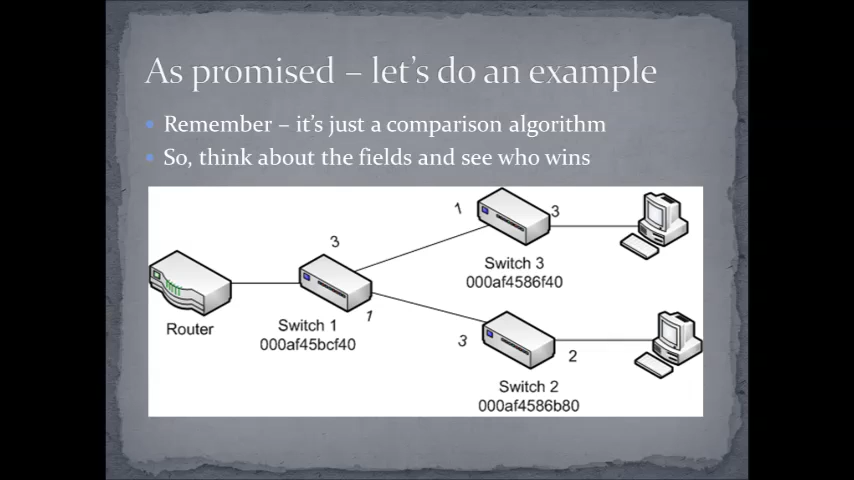 As promised – let's do an example
Remember – it's just a comparison algorithm
So, think about the fields and see who wins
1
3
3
Switch 3
000af4586f40
Router
Switch 1
000af45bcf40
1
3
2
Switch 2
000af4586b80